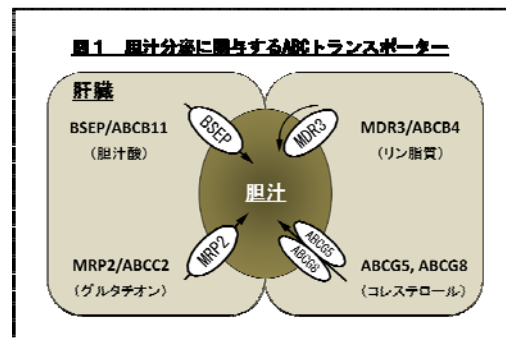 図1 胆汁分泌に関与するABCトランスポーター
肝臓
BSEP/ABCB11
(胆汁酸)
BSEP
MDR3
MDR3/ABCB4
(リン脂質)
胆汁
MRP2/ABCC2
(グルタチオン)
MRP2
ABCG5
ABCG8
ABCG5, ABCG8
(コレステロール)